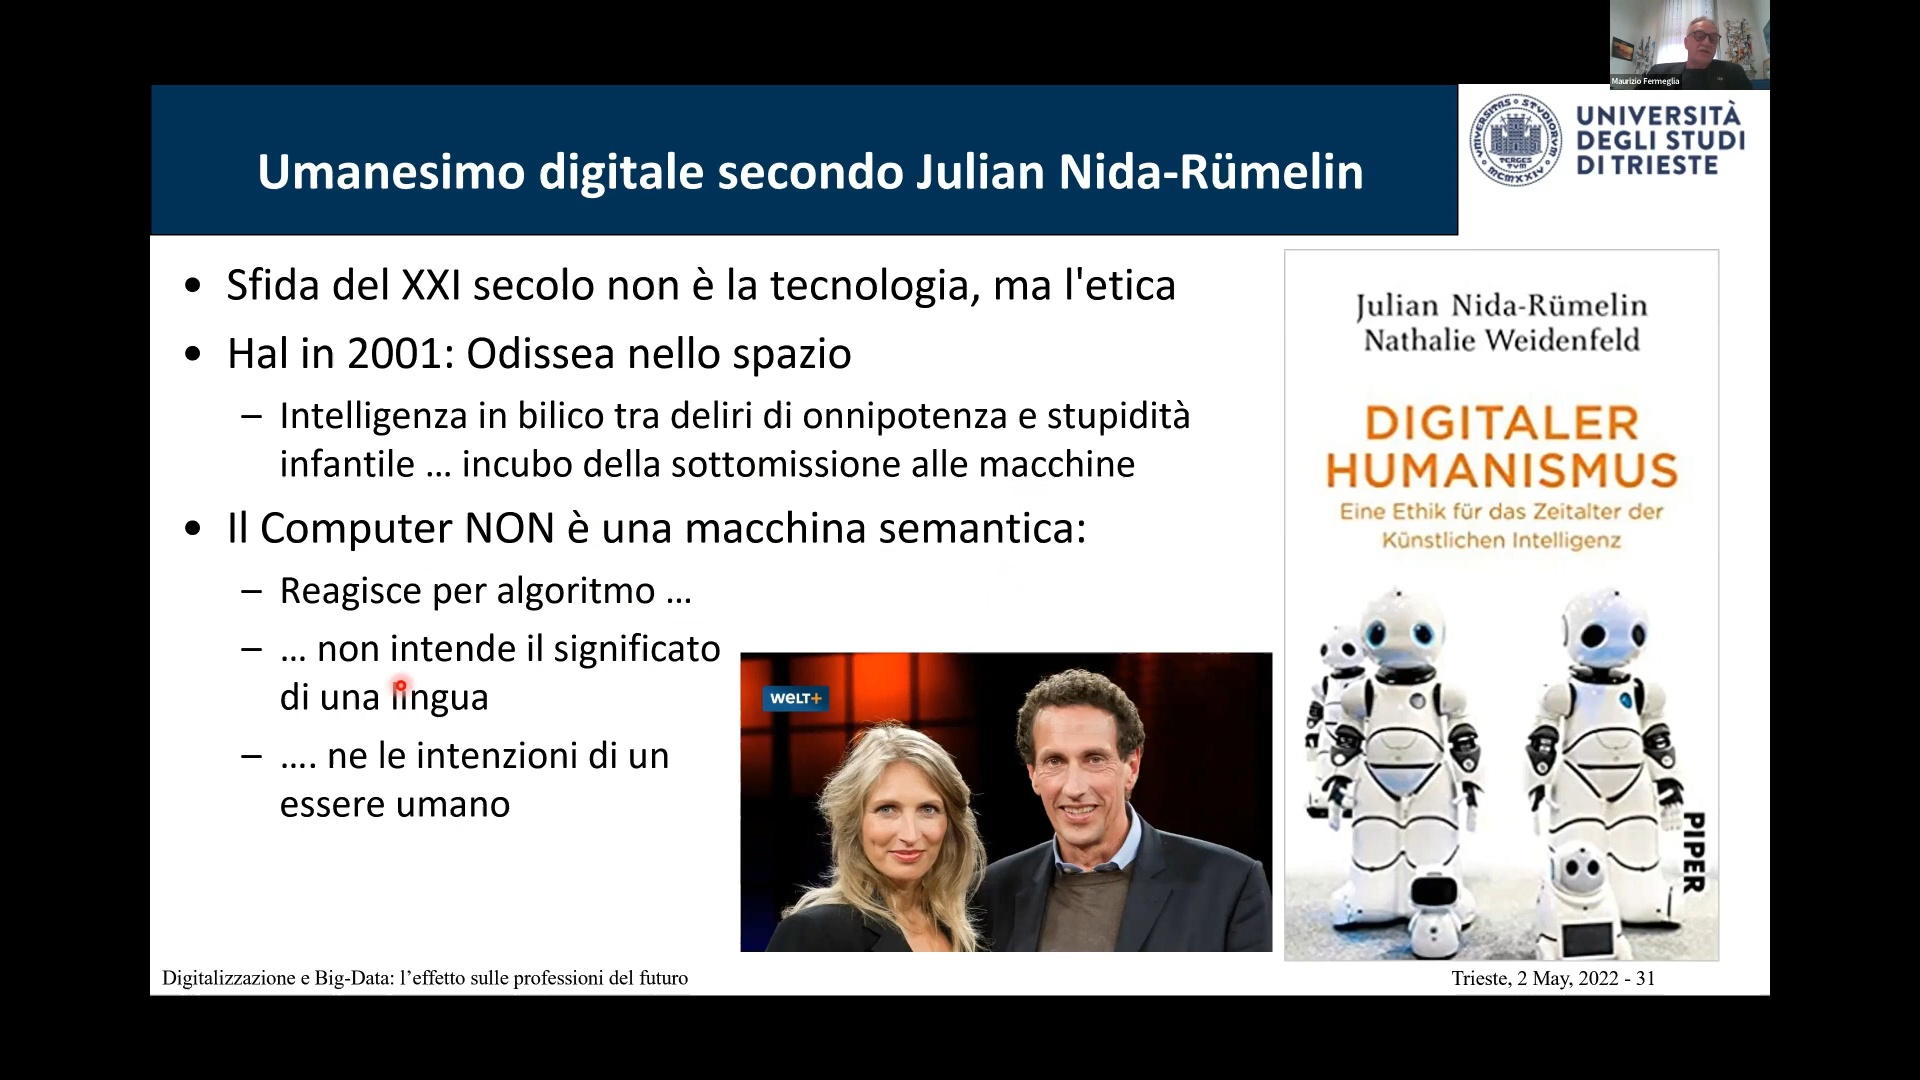 Maurizio Fermeglia
Umanesimo digitale secondo Julian Nida-Rümelin
UNIVERSITÀ
DEGLI STUDI
DI TRIESTE
• Sfida del XXI secolo non è la tecnologia, ma l'etica
• Hal in 2001: Odissea nello spazio
– Intelligenza in bilico tra deliri di onnipotenza e stupidità
infantile ... incubo della sottomissione alle macchine
• Il Computer NON è una macchina semantica:
– Reagisce per algoritmo ...
– ... non intende il significato
di una lingua
– .... ne le intenzioni di un
essere umano
WELT+
Julian Nida-Rümelin
Nathalie Weidenfeld
DIGITALER
HUMANISMUS
Eine Ethik für das Zeitalter der
Künstlichen Intelligenz
PIPER
Digitalizzazione e Big-Data: l’effetto sulle professioni del futuro
Trieste, 2 May, 2022 - 31